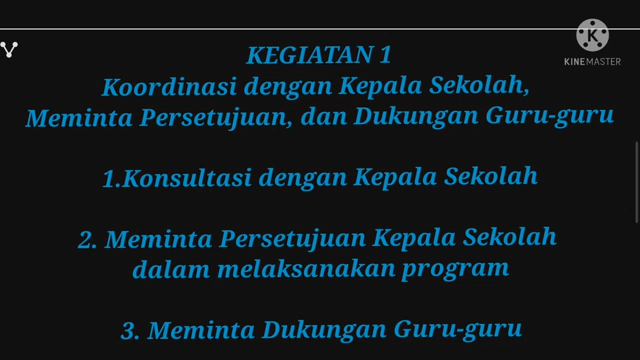 KEGIATAN 1
Koordinasi dengan Kepala Sekolah,
Meminta Persetujuan, dan Dukungan Guru-guru
1.Konsultasi dengan Kepala Sekolah
2. Meminta Persetujuan Kepala Sekolah
dalam melaksanakan program
3. Meminta Dukungan Guru-guru
K
KINEMASTER